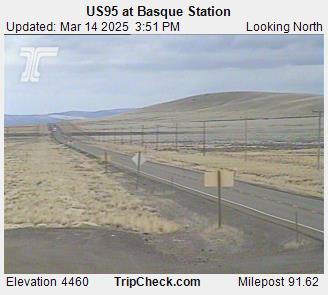 US95 at Basque Station
Updated: Mar 14 2025 3:51 PM Looking North
Elevation 4460 TripCheck.com Milepost 91.62